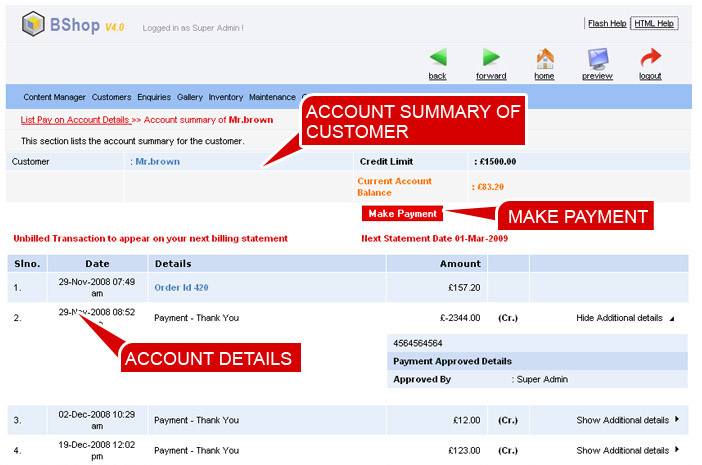 BShop V4.0
Logged in as Super Admin !
Flash Help HTML Help
back forward home preview logout
Content Manager Customers Enquiries Gallery Inventory Maintenance
List Pay on Account Details >> Account summary of Mr.brown
ACCOUNT SUMMARY OF
CUSTOMER
This section lists the account summary for the customer.
Customer : Mr.brown Credit Limit : £1500.00
Current Account
Balance : £83.20
Make Payment
MAKE PAYMENT
Unbilled Transaction to appear on your next billing statement Next Statement Date 01-Mar-2009
Slno. Date Details Amount
1. 29-Nov-2008 07:49
am Order Id 420 £157.20
2. 29-Nov-2008 08:52
Payment - Thank You £-2344.00 (Cr.) Hide Additional details
ACCOUNT DETAILS
4564564564
Payment Approved Details
Approved By : Super Admin
3. 02-Dec-2008 10:29
am Payment - Thank You £12.00 (Cr.) Show Additional details
4. 19-Dec-2008 12:02
pm Payment - Thank You £123.00 (Cr.) Show Additional details